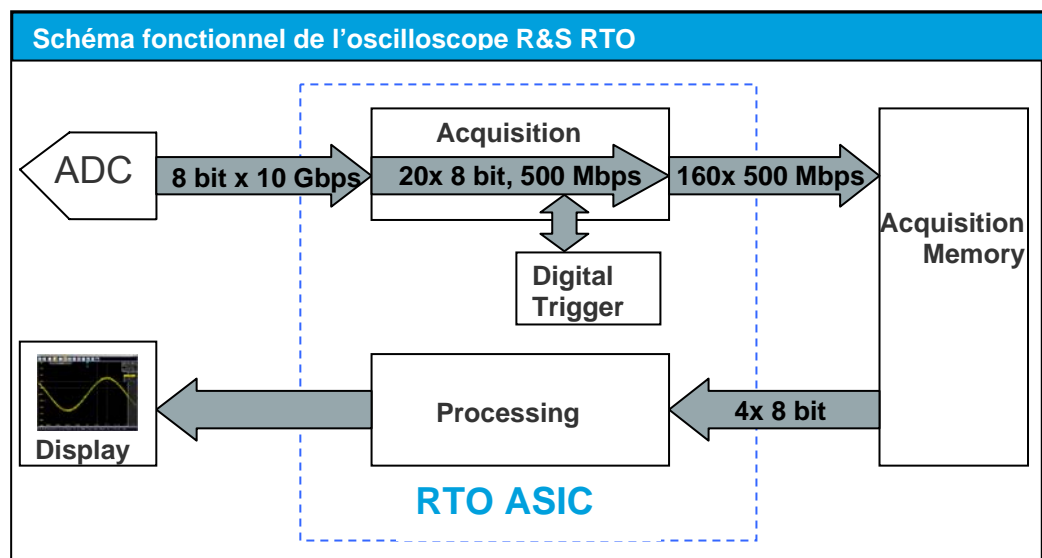 Schéma fonctionnel de l'oscilloscope R&S RTO
ADC
8 bit x 10 Gbps
Acquisition
20x 8 bit, 500 Mbps
160x 500 Mbps
Acquisition
Memory
Digital
Trigger
Display
Processing
4x 8 bit
RTO ASIC